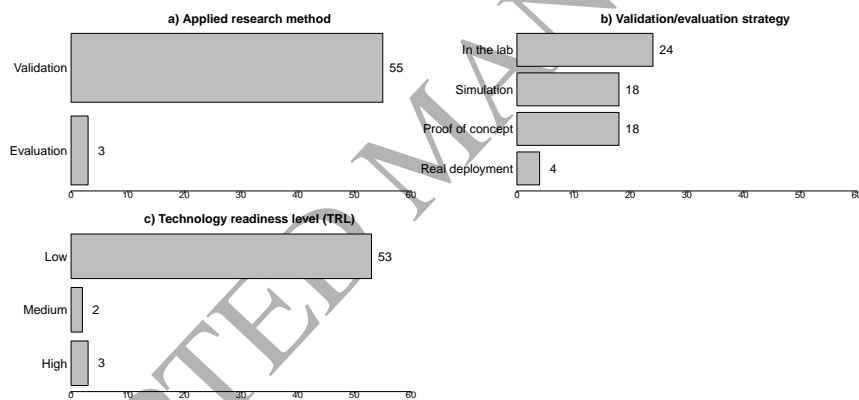 a) Applied research method
Validation
55
Evaluation
3
0 10 20 30 40 50 60
b) Validation/evaluation strategy
In the lab
24
Simulation
18
Proof of concept
18
Real deployment
4
0 10 20 30 40 50
c) Technology readiness level (TRL)
Low
53
Medium
2
High
3
0 10 20 30 40 50 60
TED MAN